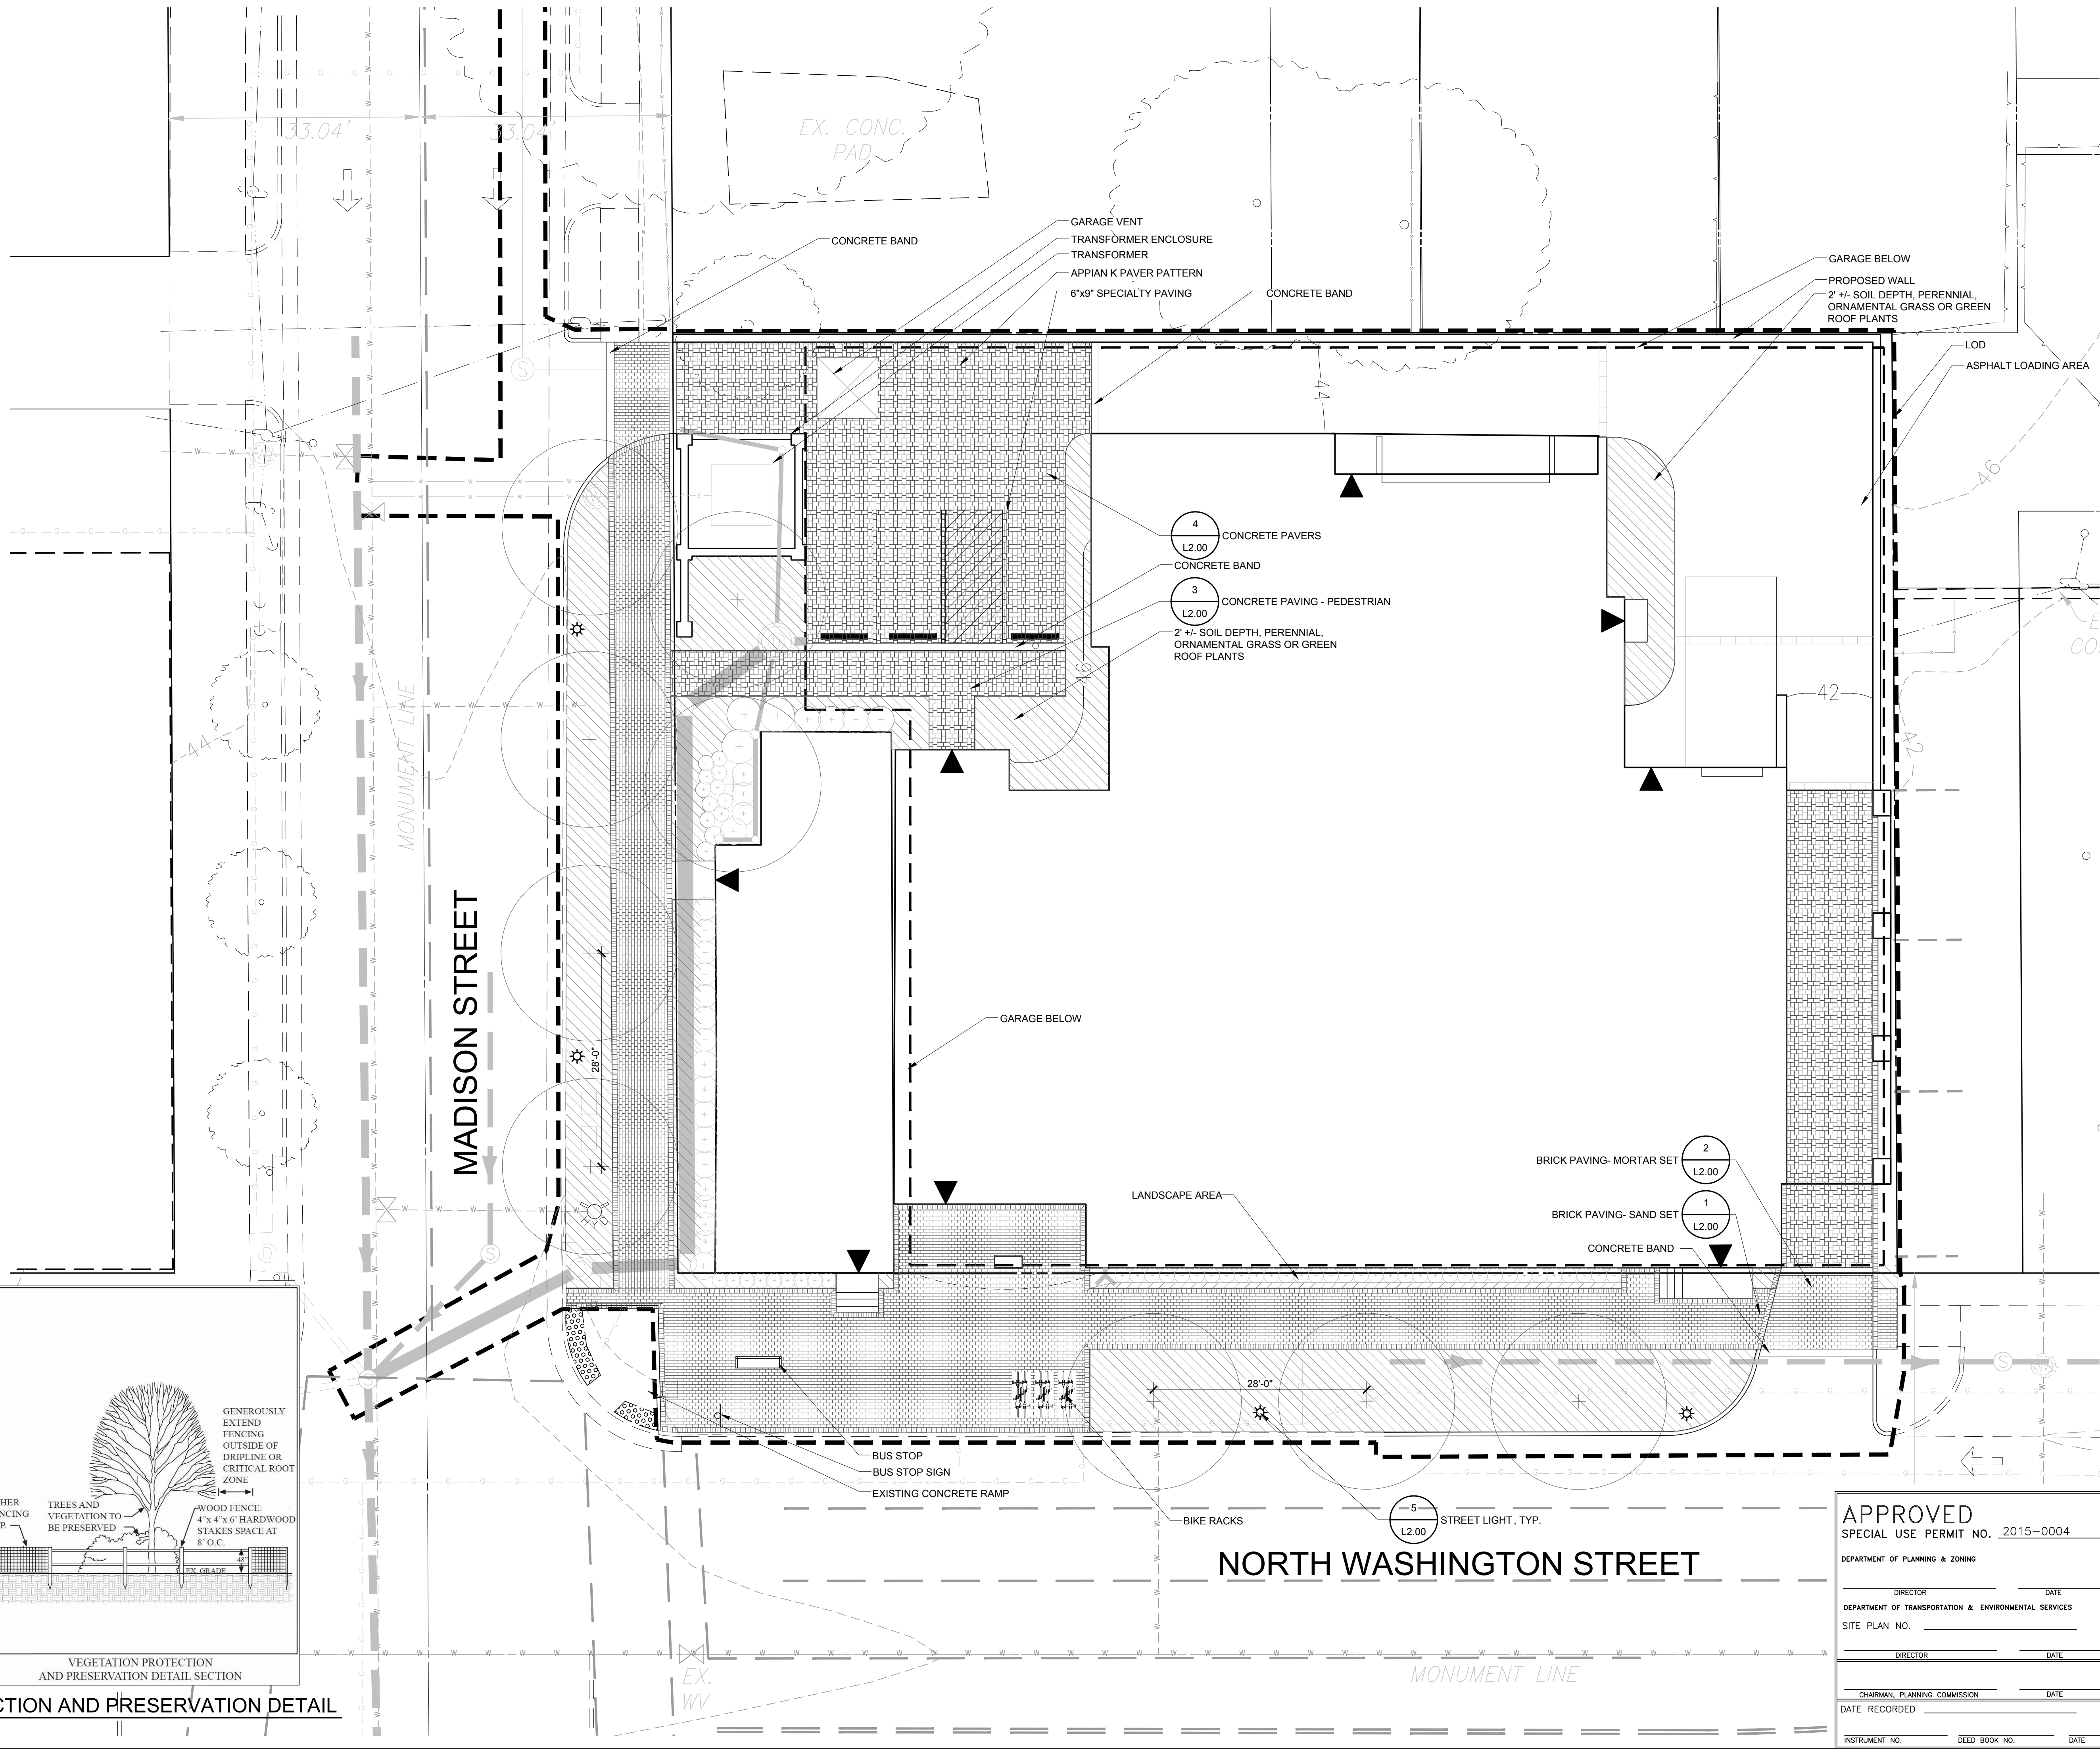 33.04'
33.04'
EX. CONC.
PAD
GARAGE VENT
TRANSFORMER ENCLOSURE
TRANSFORMER
APPIAN K PAVER PATTERN
6"x9" SPECIALTY PAVING
CONCRETE BAND
CONCRETE BAND
GARAGE BELOW
PROPOSED WALL
2' +/- SOIL DEPTH, PERENNIAL,
ORNAMENTAL GRASS OR GREEN
ROOF PLANTS
LOD
ASPHALT LOADING AREA
44
46
4
L2.00
CONCRETE PAVERS
CONCRETE BAND
3
L2.00
CONCRETE PAVING - PEDESTRIAN
2' +/- SOIL DEPTH, PERENNIAL,
ORNAMENTAL GRASS OR GREEN
ROOF PLANTS
46
42
42
44
MONUMENT LINE
MADISON STREET
28'-0"
GARAGE BELOW
LANDSCAPE AREA
BRICK PAVING- MORTAR SET
2
L2.00
BRICK PAVING- SAND SET
1
L2.00
CONCRETE BAND
HYD
S
S
S
S
D
28'-0"
BUS STOP
BUS STOP SIGN
EXISTING CONCRETE RAMP
BIKE RACKS
5
L2.00
STREET LIGHT, TYP.
NORTH WASHINGTON STREET
EX.
WV
MONUMENT LINE
GENEROUSLY
EXTEND
FENCING
OUTSIDE OF
DRIPLINE OR
CRITICAL ROOT
ZONE
HER
NCING
P.
TREES AND
VEGETATION TO
BE PRESERVED
WOOD FENCE:
4"x 4"x 6' HARDWOOD
STAKES SPACE AT
8' O.C.
48"
EX. GRADE
VEGETATION PROTECTION
AND PRESERVATION DETAIL SECTION
CTION AND PRESERVATION DETAIL
APPROVED
SPECIAL USE PERMIT NO. 2015-0004
DEPARTMENT OF PLANNING & ZONING
DIRECTOR DATE
DEPARTMENT OF TRANSPORTATION & ENVIRONMENTAL SERVICES
SITE PLAN NO.
DIRECTOR DATE
CHAIRMAN, PLANNING COMMISSION DATE
DATE RECORDED
INSTRUMENT NO. DEED BOOK NO. DATE